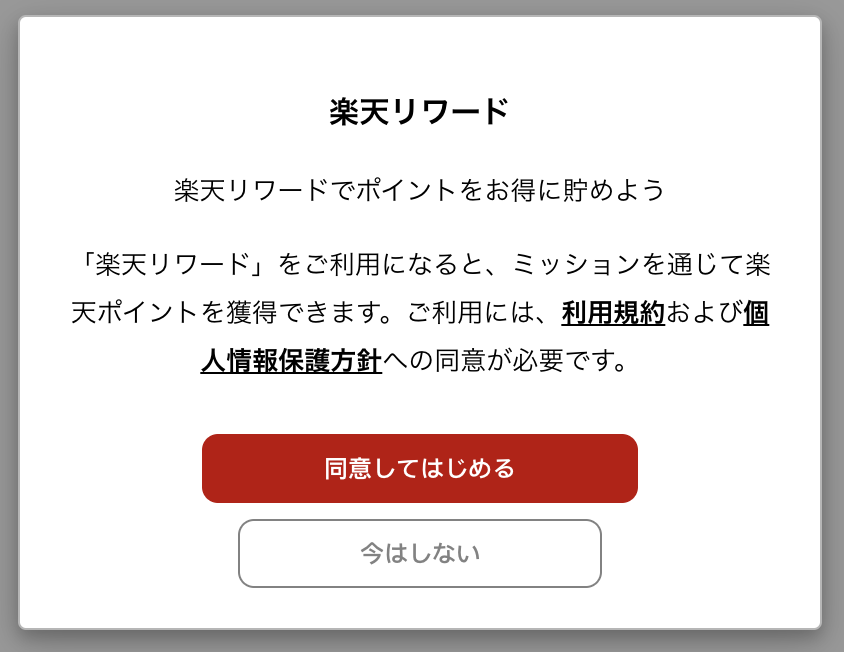 楽天リワード
楽天リワードでポイントをお得に貯めよう
「楽天リワード」をご利用になると、ミッションを通じて楽
天ポイントを獲得できます。ご利用には、利用規約および個
人情報保護方針への同意が必要です。
同意してはじめる
今はしない